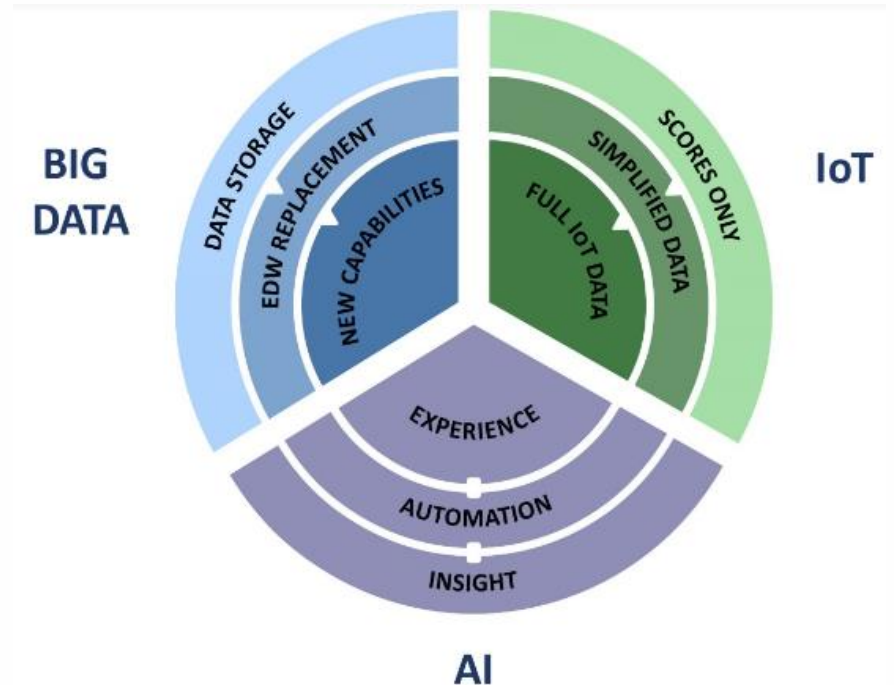 BIG
DATA
DATA STORAGE
EDW REPLACEMENT
NEW CAPABILITIES
IoT
SCORES ONLY
SIMPLIFIED DATA
FULL IoT DATA
EXPERIENCE
AUTOMATION
INSIGHT
AI